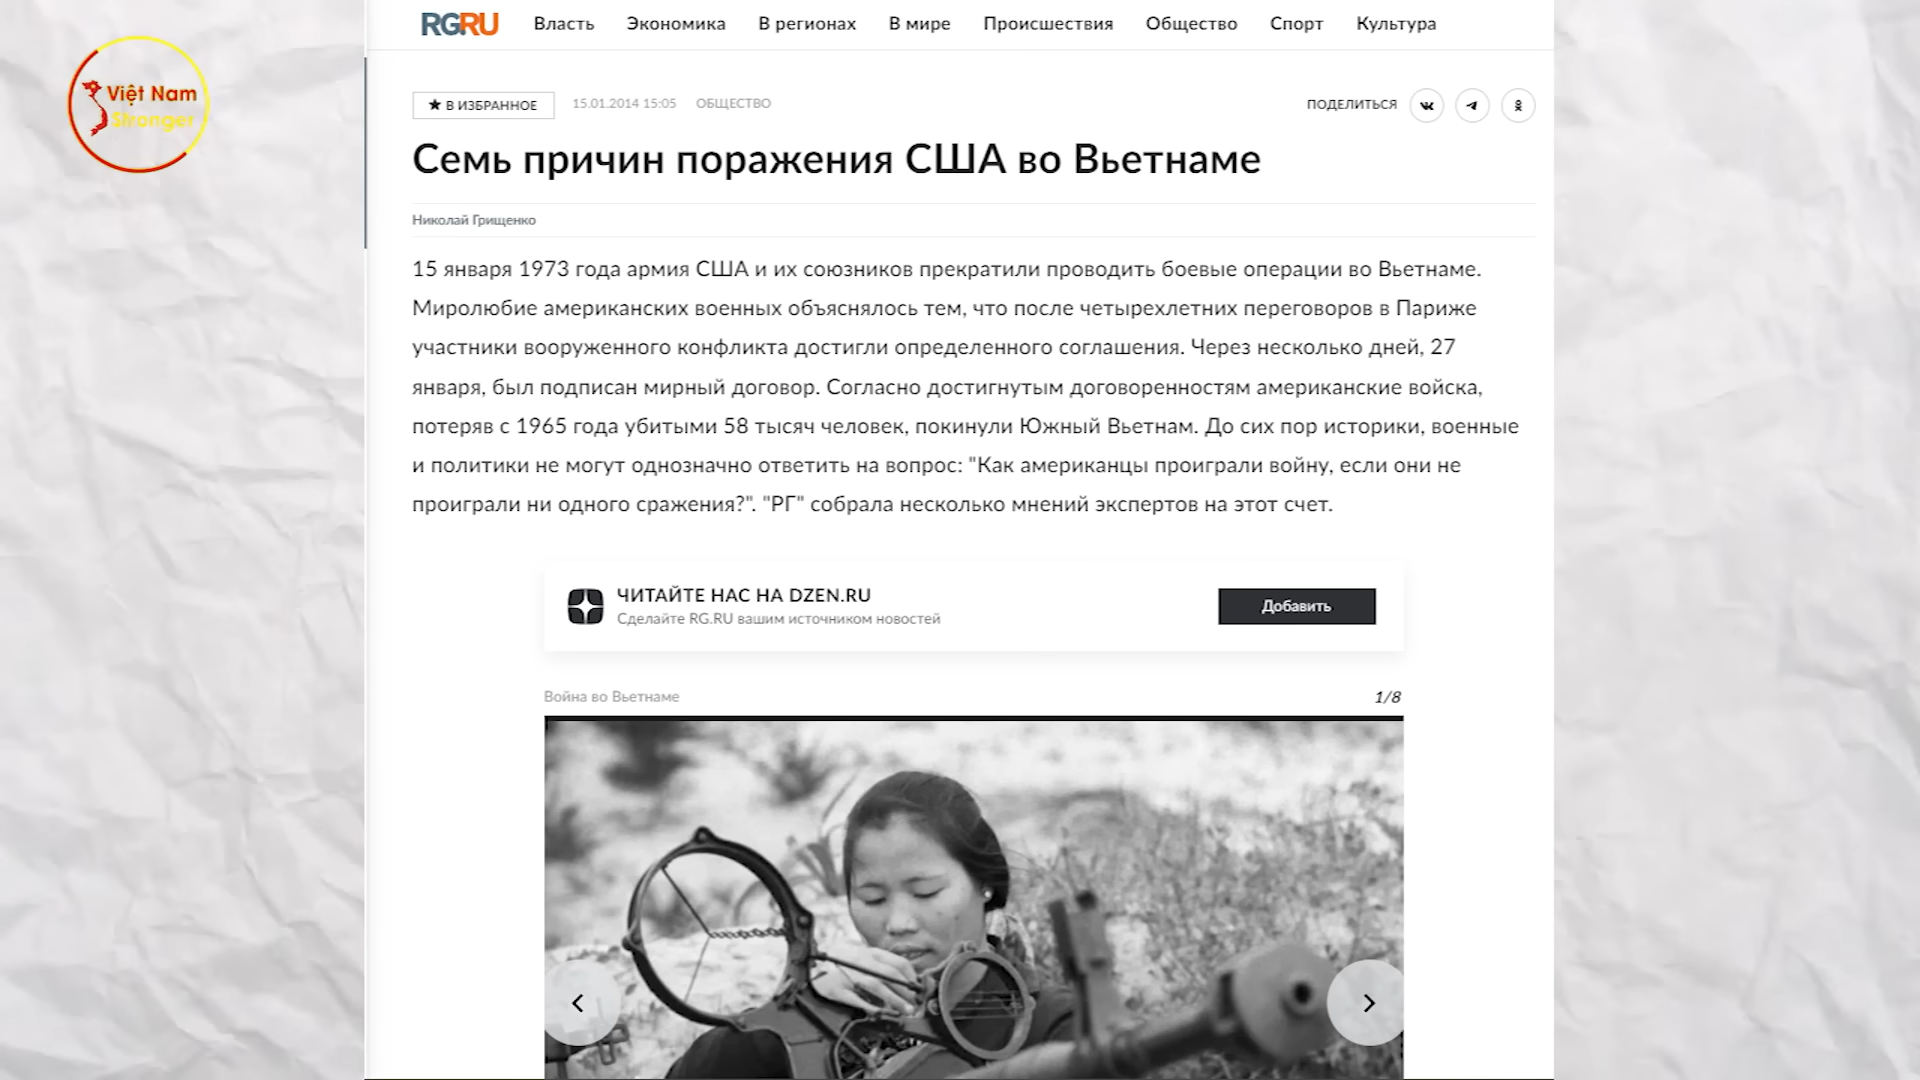 RGRU Власть Экономика В регионах В мире Происшествия Общество Спорт Культура
Việt Nam
Stronger
★ В ИЗБРАННОЕ 15.01.2014 15:05 ОБЩЕСТВО ПОДЕЛИТЬСЯ
Семь причин поражения США во Вьетнаме
Николай Грищенко
15 января 1973 года армия США и их союзников прекратили проводить боевые операции во Вьетнаме.
Миролюбие американских военных объяснялось тем, что после четырехлетних переговоров в Париже
участники вооруженного конфликта достигли определенного соглашения. Через несколько дней, 27
января, был подписан мирный договор. Согласно достигнутым договоренностям американские войска,
потеряв с 1965 года убитыми 58 тысяч человек, покинули Южный Вьетнам. До сих пор историки, военные
и политики не могут однозначно ответить на вопрос: "Как американцы проиграли войну, если они не
проиграли ни одного сражения?". "РГ" собрала несколько мнений экспертов на этот счет.
ЧИТАЙТЕ НАС НА DZEN.RU
Сделайте RG.RU вашим источником новостей
Добавить
Война во Вьетнаме 1/8